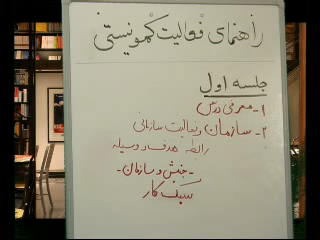 راهنمای فعالیت کمونیستی
جلسه اول
۱- معرفی درس
۲- سازمان و فعالیت سازمانی
رابطه هدف و وسیله
- جنبش و سازمان -
سبک کار